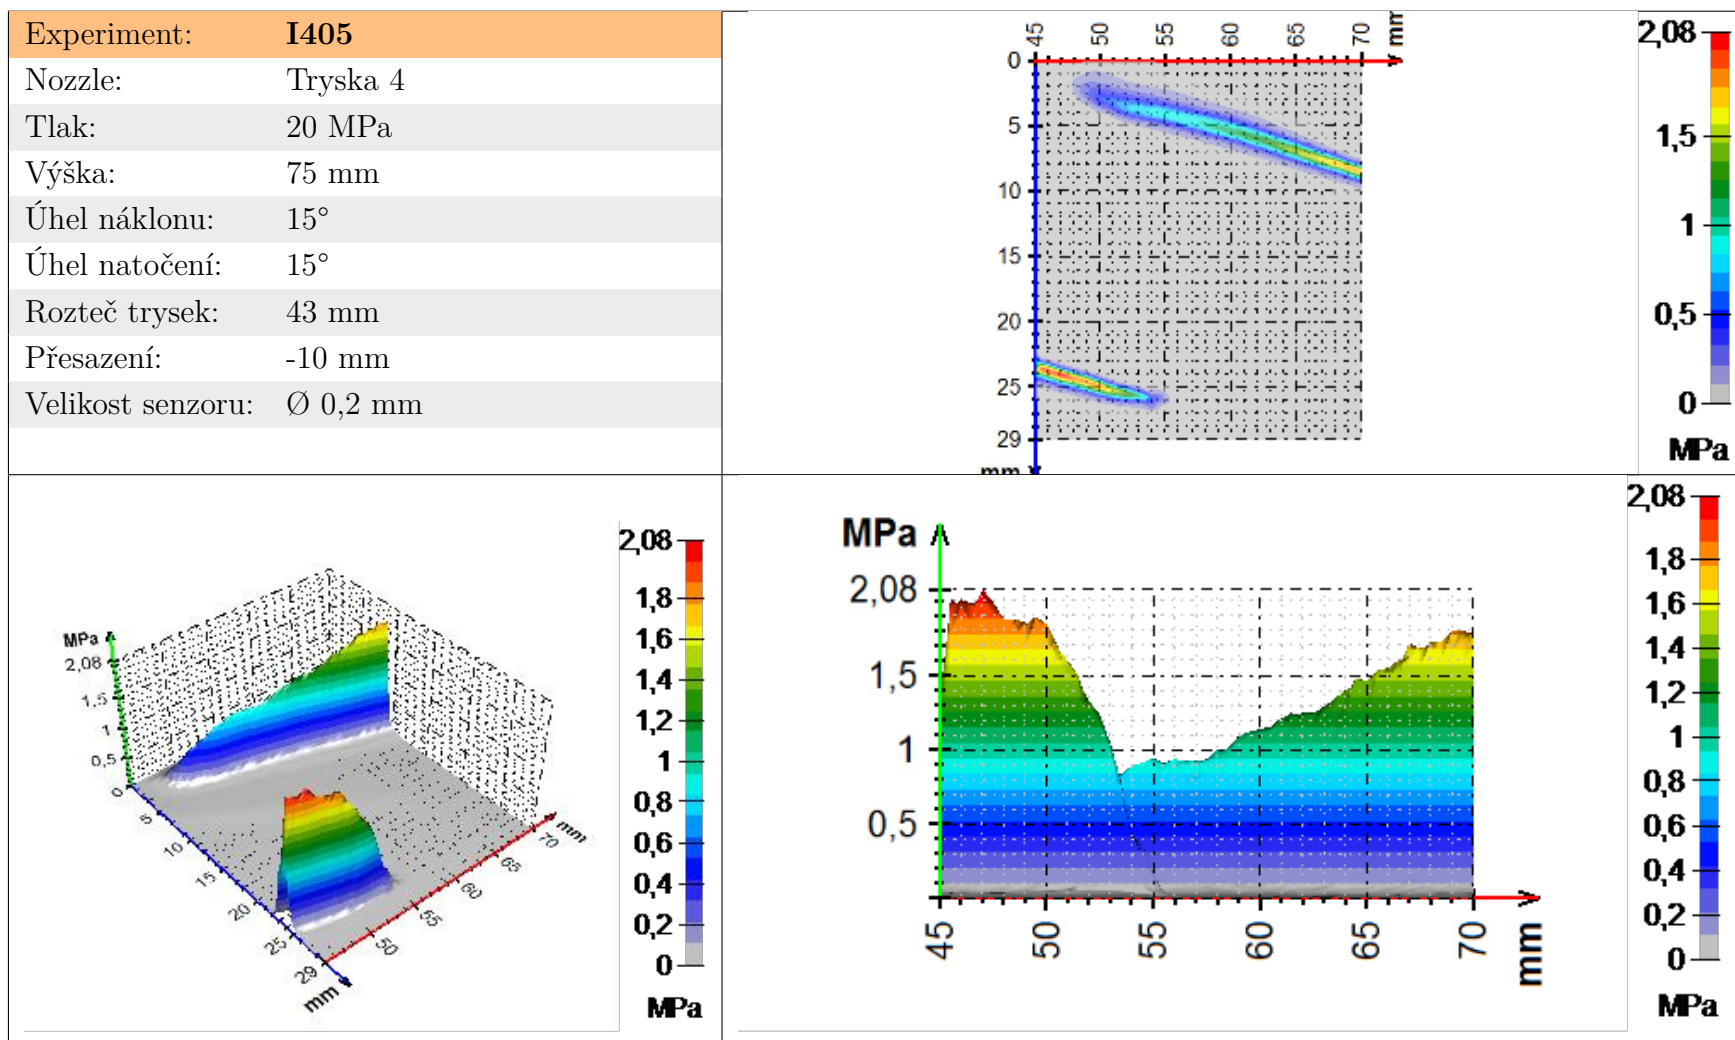 Experiment: I405
Nozzle: Tryska 4
Tlak: 20 MPa
Výška: 75 mm
Úhel náklonu: 15°
Úhel natočení: 15°
Rozteč trysek: 43 mm
Přesazení: -10 mm
Velikost senzoru: Ø 0,2 mm
45 50 55 60 65 70 mm
0
5
10
15
20
25
29
mm
2,08
1,5
1
0,5
0
MPa
MPa
2,08
1,5
1
0,5
0
5
10
15
20
25
29
mm
50
55
60
65
70
mm
2,08
1,8
1,6
1,4
1,2
1
0,8
0,6
0,4
0,2
0
MPa
MPa
2,08
1,5
1
0,5
45 50 55 60 65 70 mm
2,08
1,8
1,6
1,4
1,2
1
0,8
0,6
0,4
0,2
0
MPa